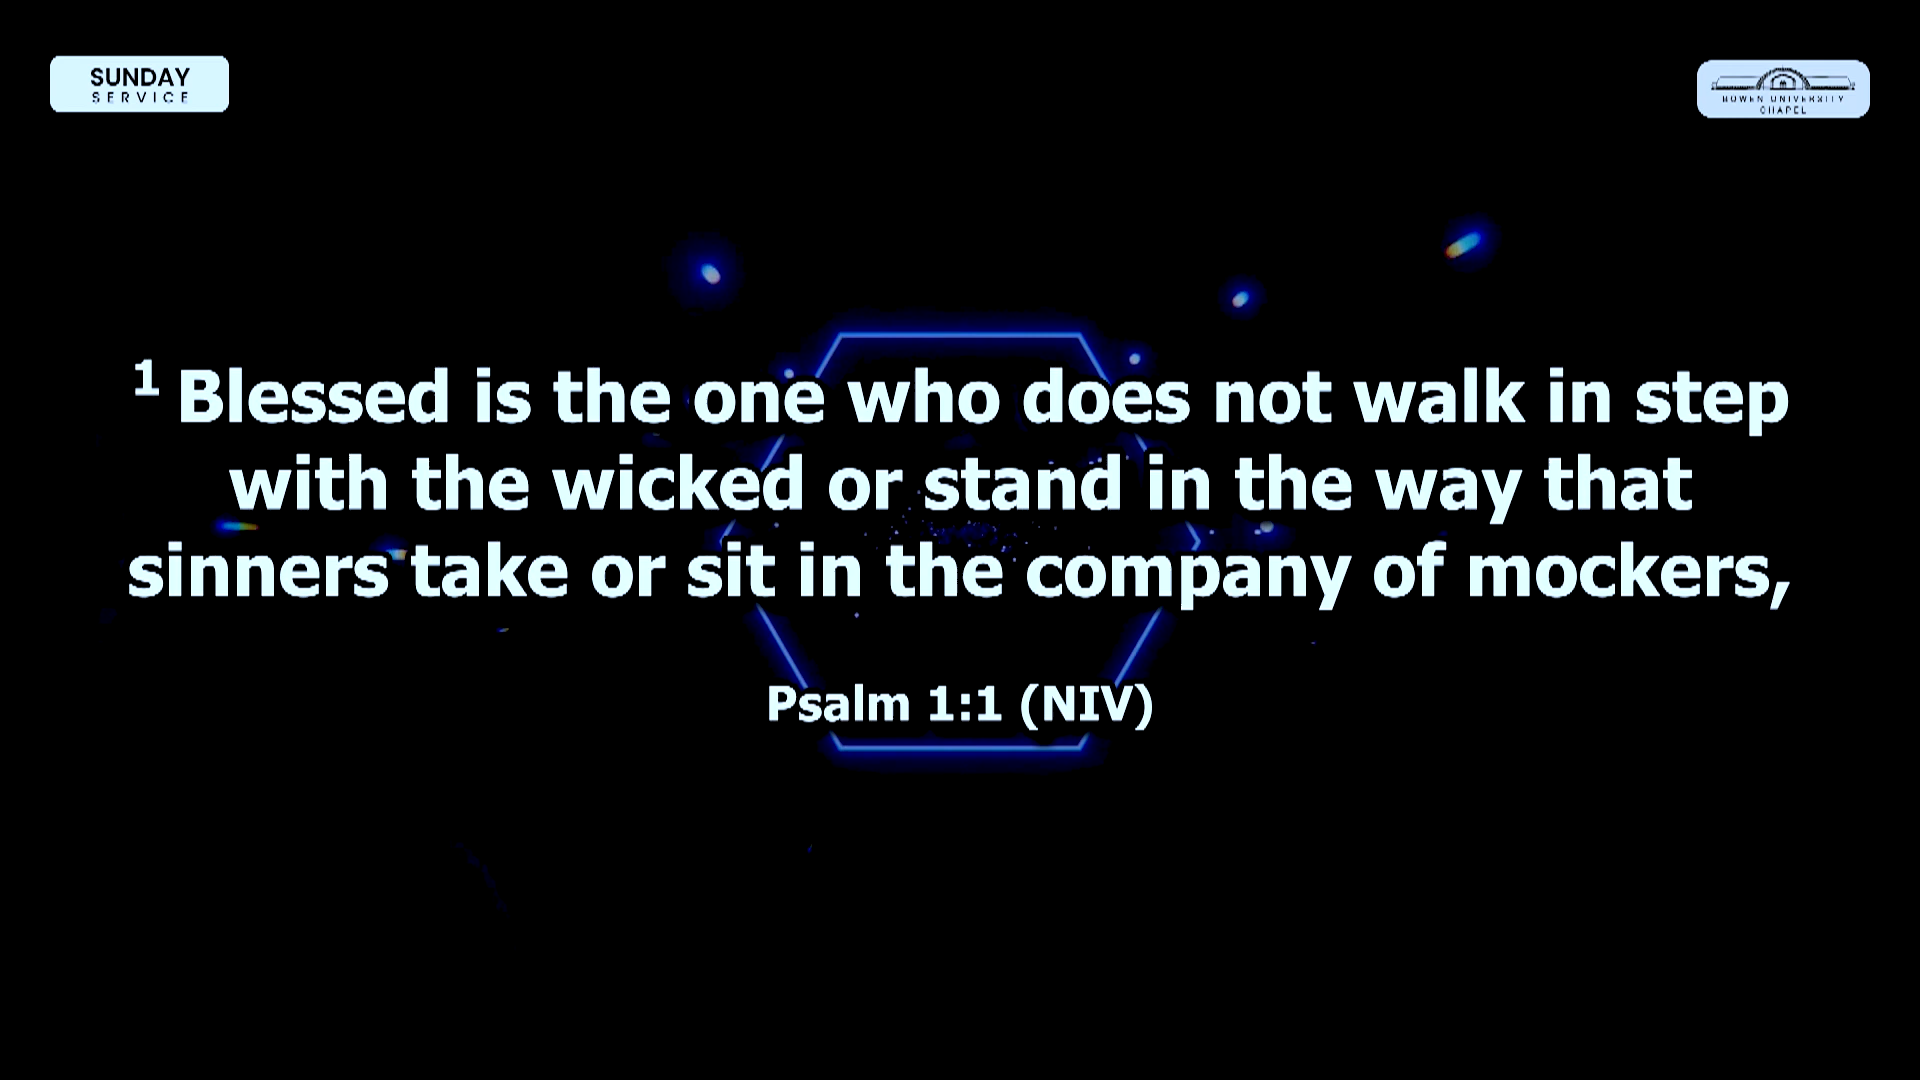 SUNDAY
SERVICE
BOWEN UNIVERSITY
CHAPEL
1 Blessed is the one who does not walk in step
with the wicked or stand in the way that
sinners take or sit in the company of mockers,
Psalm 1:1 (NIV)